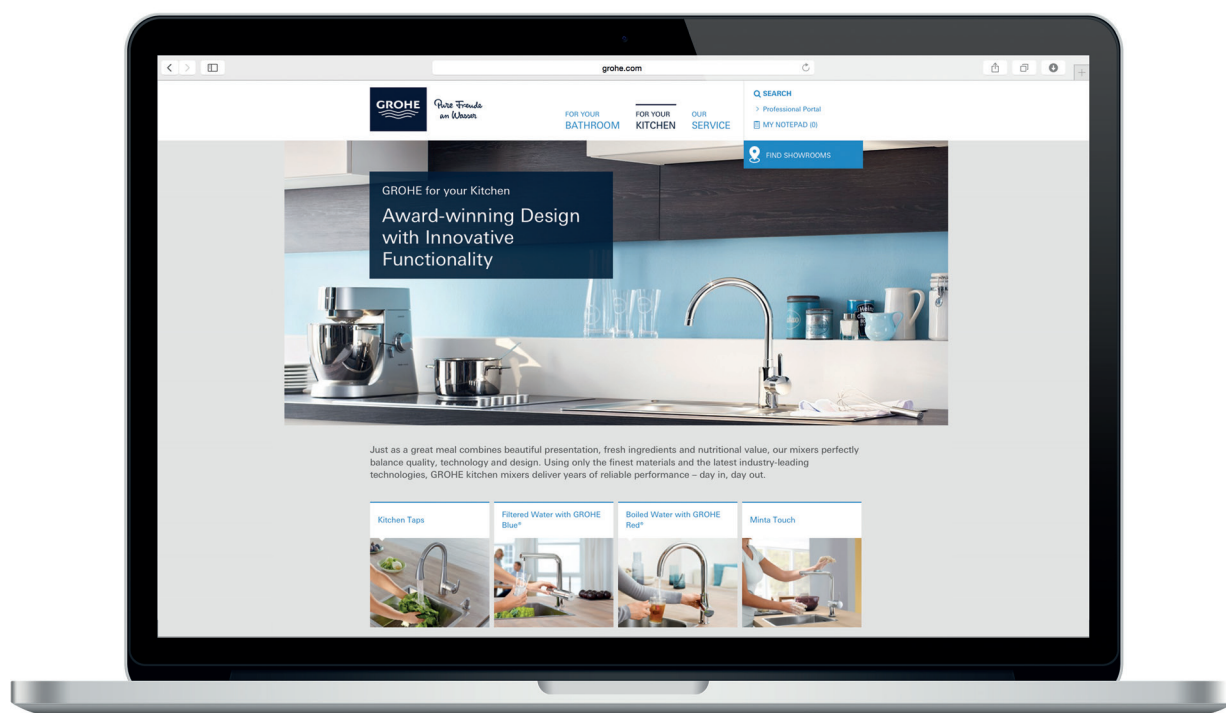 grohe.com
GROHE
Pure Freude
an Wasser
FOR YOUR
BATHROOM
FOR YOUR
KITCHEN
OUR
SERVICE
SEARCH
> Professional Portal
MY NOTEPAD (0)
FIND SHOWROOMS
GROHE for your Kitchen
Award-winning Design
with Innovative
Functionality
Just as a great meal combines beautiful presentation, fresh ingredients and nutritional value, our mixers perfectly
balance quality, technology and design. Using only the finest materials and the latest industry-leading
technologies, GROHE kitchen mixers deliver years of reliable performance – day in, day out.
Kitchen Taps
Filtered Water with GROHE
Blue®
Boiled Water with GROHE
Red®
Minta Touch